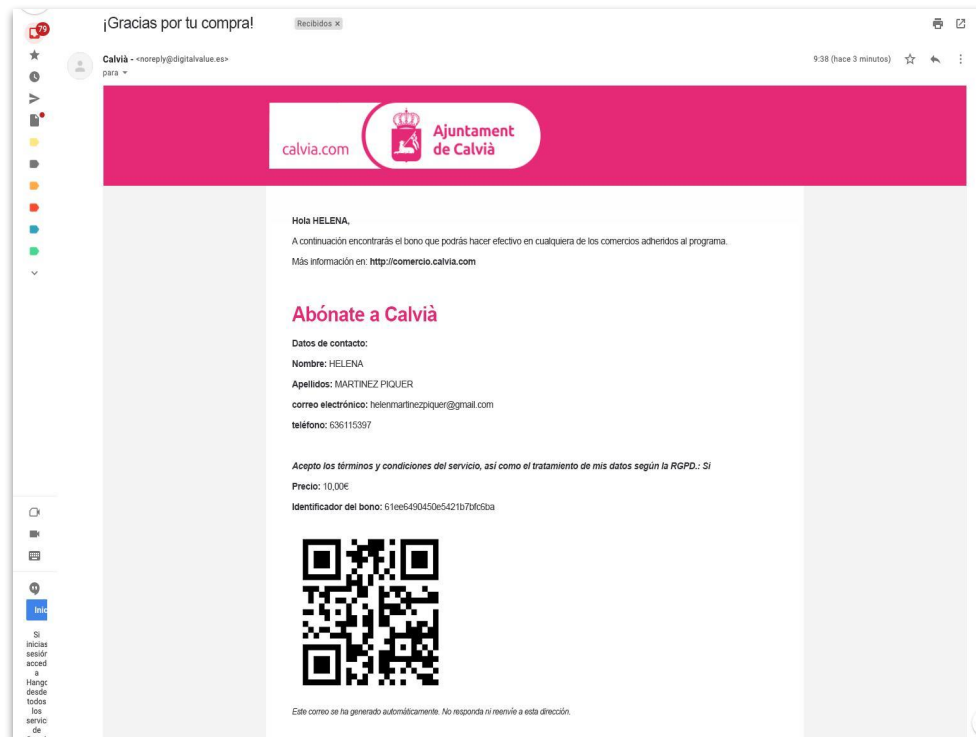 79
¡Gracias por tu compra!
Recibidos ×
Calvià - <noreply@digitalvalue.es>
9:38 (hace 3 minutos)
para
calvia.com
Ajuntament
de Calvià
Hola HELENA,
A continuación encontrarás el bono que podrás hacer efectivo en cualquiera de los comercios adheridos al programa.
Más información en: http://comercio.calvia.com
Abónate a Calvià
Datos de contacto:
Nombre: HELENA
Apellidos: MARTINEZ PIQUER
correo electrónico: helenmartinezpiquer@gmail.com
teléfono: 636115397
Acepto los términos y condiciones del servicio, así como el tratamiento de mis datos según la RGPD.: Si
Precio: 10,00€
Identificador del bono: 61ee6490450e5421b7bfc6ba
Este correo se ha generado automáticamente. No responda ni reenvíe a esta dirección.
Inic
Si
inicias
sesión
acced
a
Hangc
desde
todos
los
servic
de